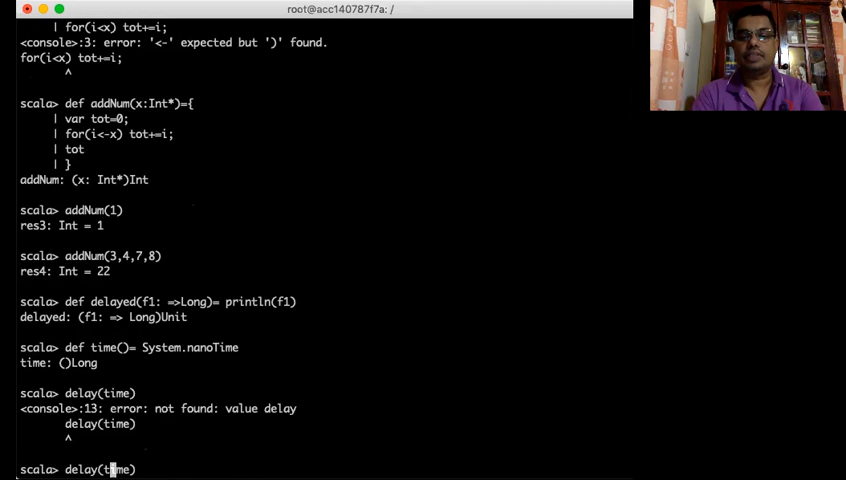 root@acc140787f7a: /
| for(i<x) tot+=i;
<console>:3: error: '<-' expected but ')' found.
for(i<x) tot+=i;
^
scala> def addNum(x:Int*)={
| var tot=0;
| for(i<-x) tot+=i;
| tot
| }
addNum: (x: Int*)Int
scala> addNum(1)
res3: Int = 1
scala> addNum(3,4,7,8)
res4: Int = 22
scala> def delayed(f1: =>Long)= println(f1)
delayed: (f1: => Long)Unit
scala> def time()= System.nanoTime
time: ()Long
scala> delay(time)
<console>:13: error: not found: value delay
delay(time)
^
scala> delay(time)